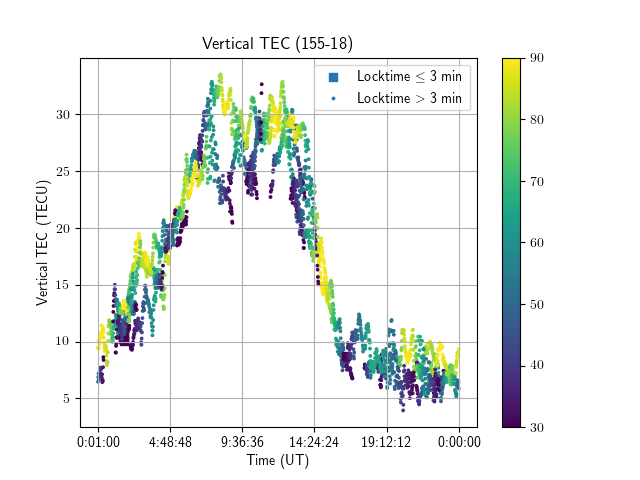 Vertical TEC (155-18)
Locktime ≤ 3 min
Locktime > 3 min
Vertical TEC (TECU)
30
25
20
15
10
5
0:01:00 4:48:48 9:36:36 14:24:24 19:12:12 0:00:00
Time (UT)
90
80
70
60
50
40
30